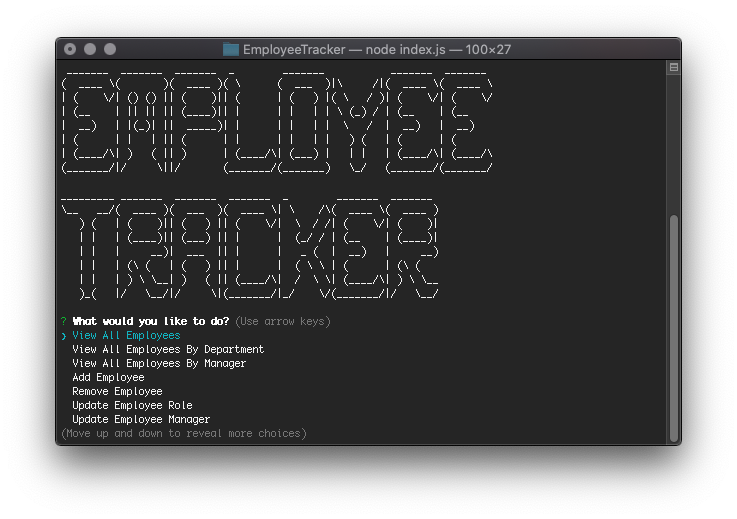 EmployeeTracker — node index.js — 100×27
EMPLOYEE
TRACKER
? What would you like to do? (Use arrow keys)
❯ View All Employees
View All Employees By Department
View All Employees By Manager
Add Employee
Remove Employee
Update Employee Role
Update Employee Manager
(Move up and down to reveal more choices)